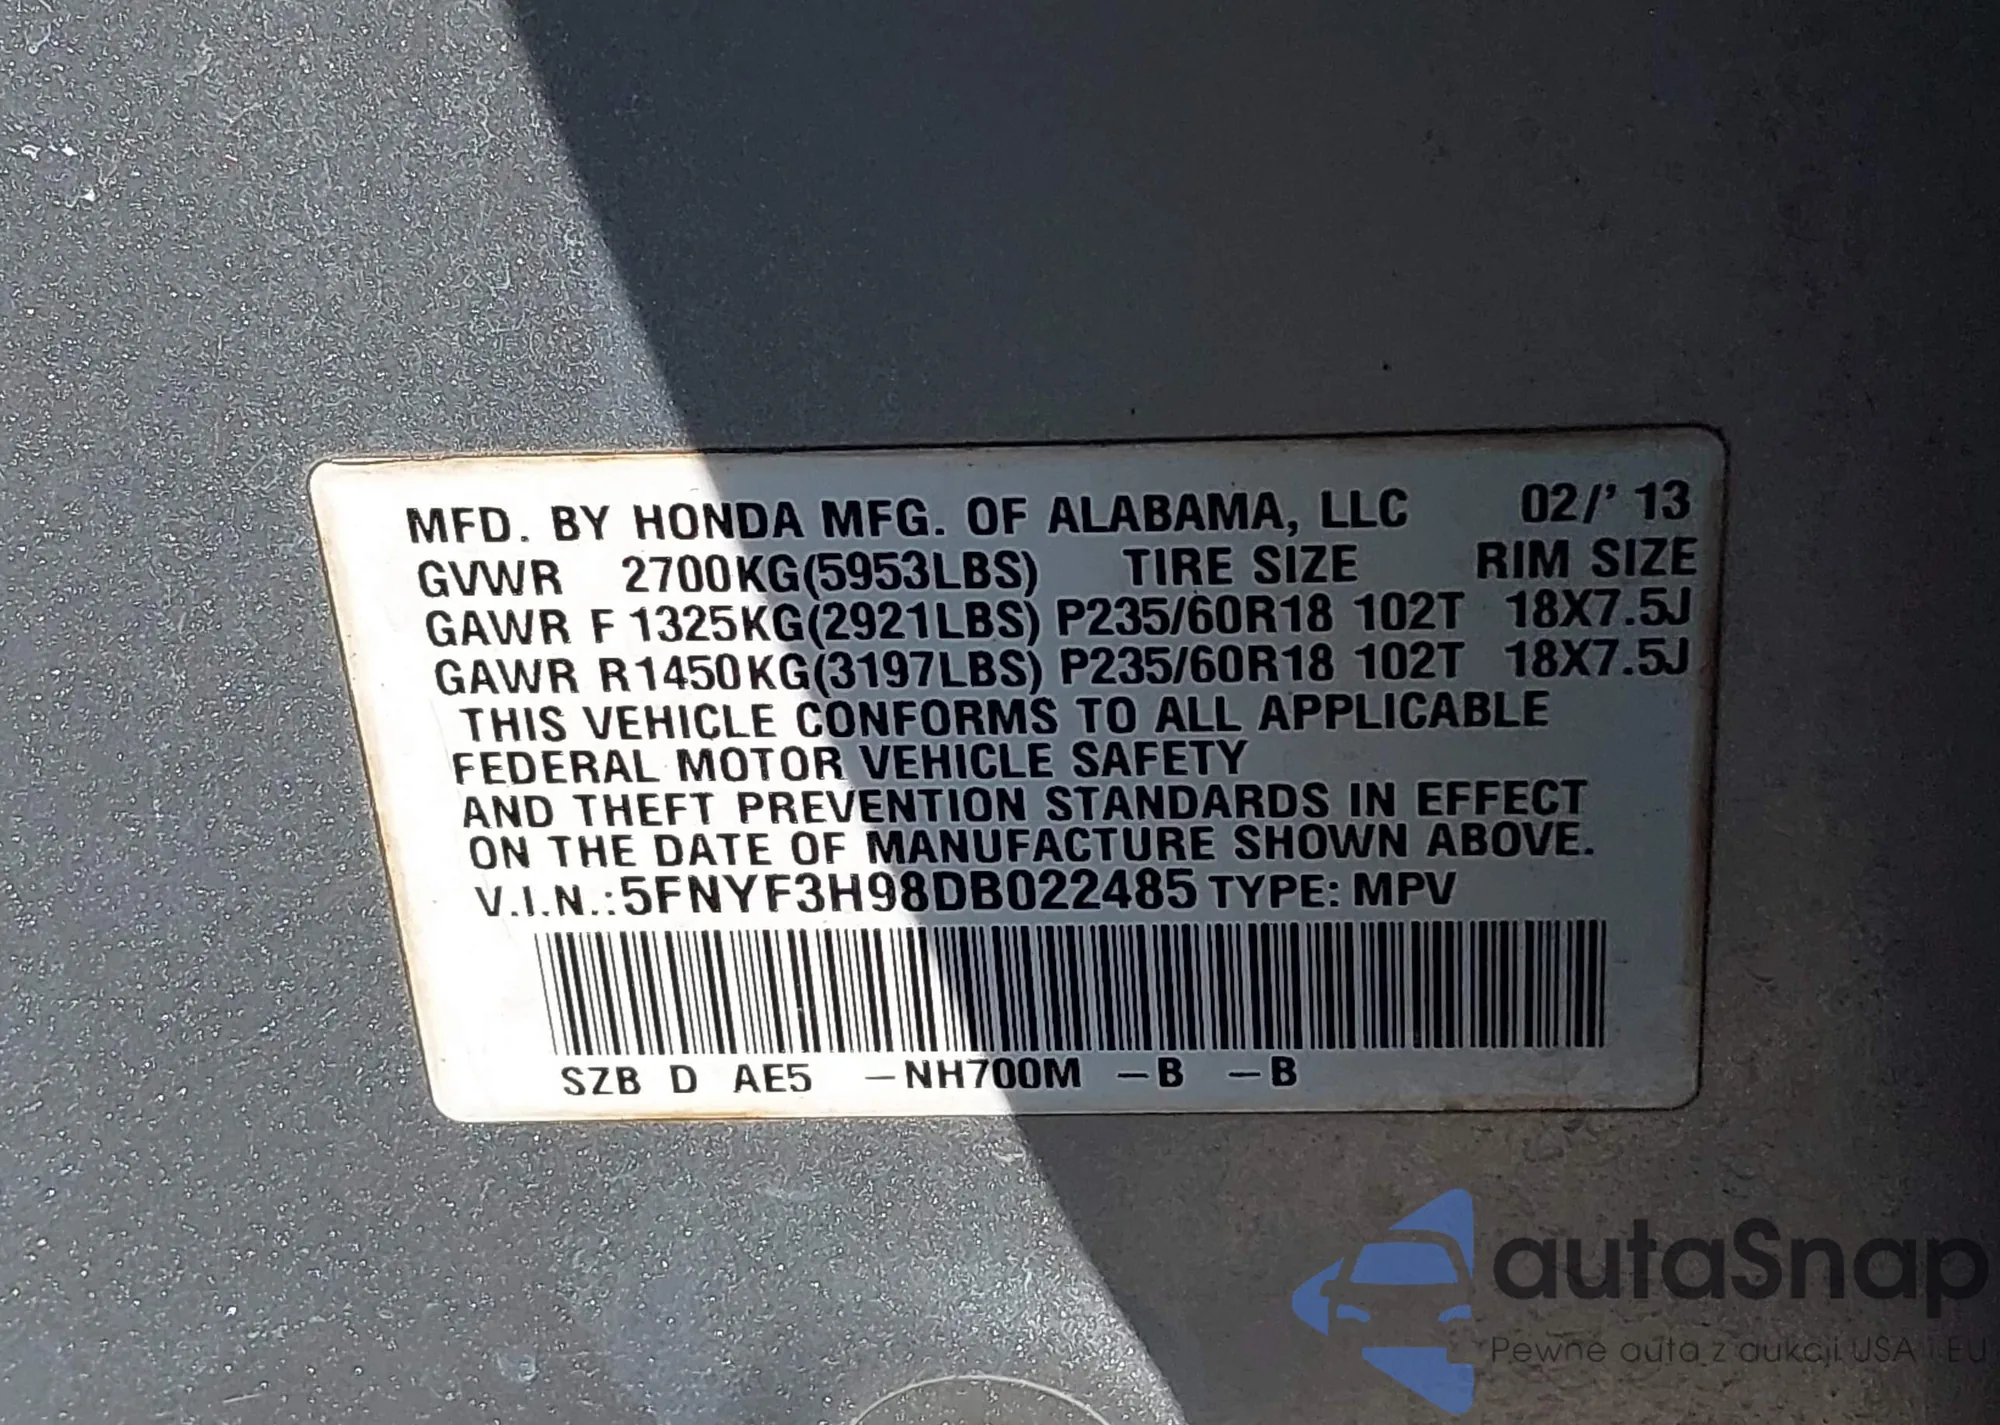 MFD. BY HONDA MFG. OF ALABAMA, LLC 02/' 13
GVWR 2700KG(5953LBS) TIRE SIZE RIM SIZE
GAWR F 1325KG(2921LBS) P235/60R18 102T 18X7.5J
GAWR R1450KG(3197LBS) P235/60R18 102T 18X7.5J
THIS VEHICLE CONFORMS TO ALL APPLICABLE
FEDERAL MOTOR VEHICLE SAFETY
AND THEFT PREVENTION STANDARDS IN EFFECT
ON THE DATE OF MANUFACTURE SHOWN ABOVE.
V.I.N.:5FNYF3H98DB022485 TYPE: MPV
SZB D AE5 –NH700M –B –B
autaSnap
Pewne auta z aukcji USA i EU